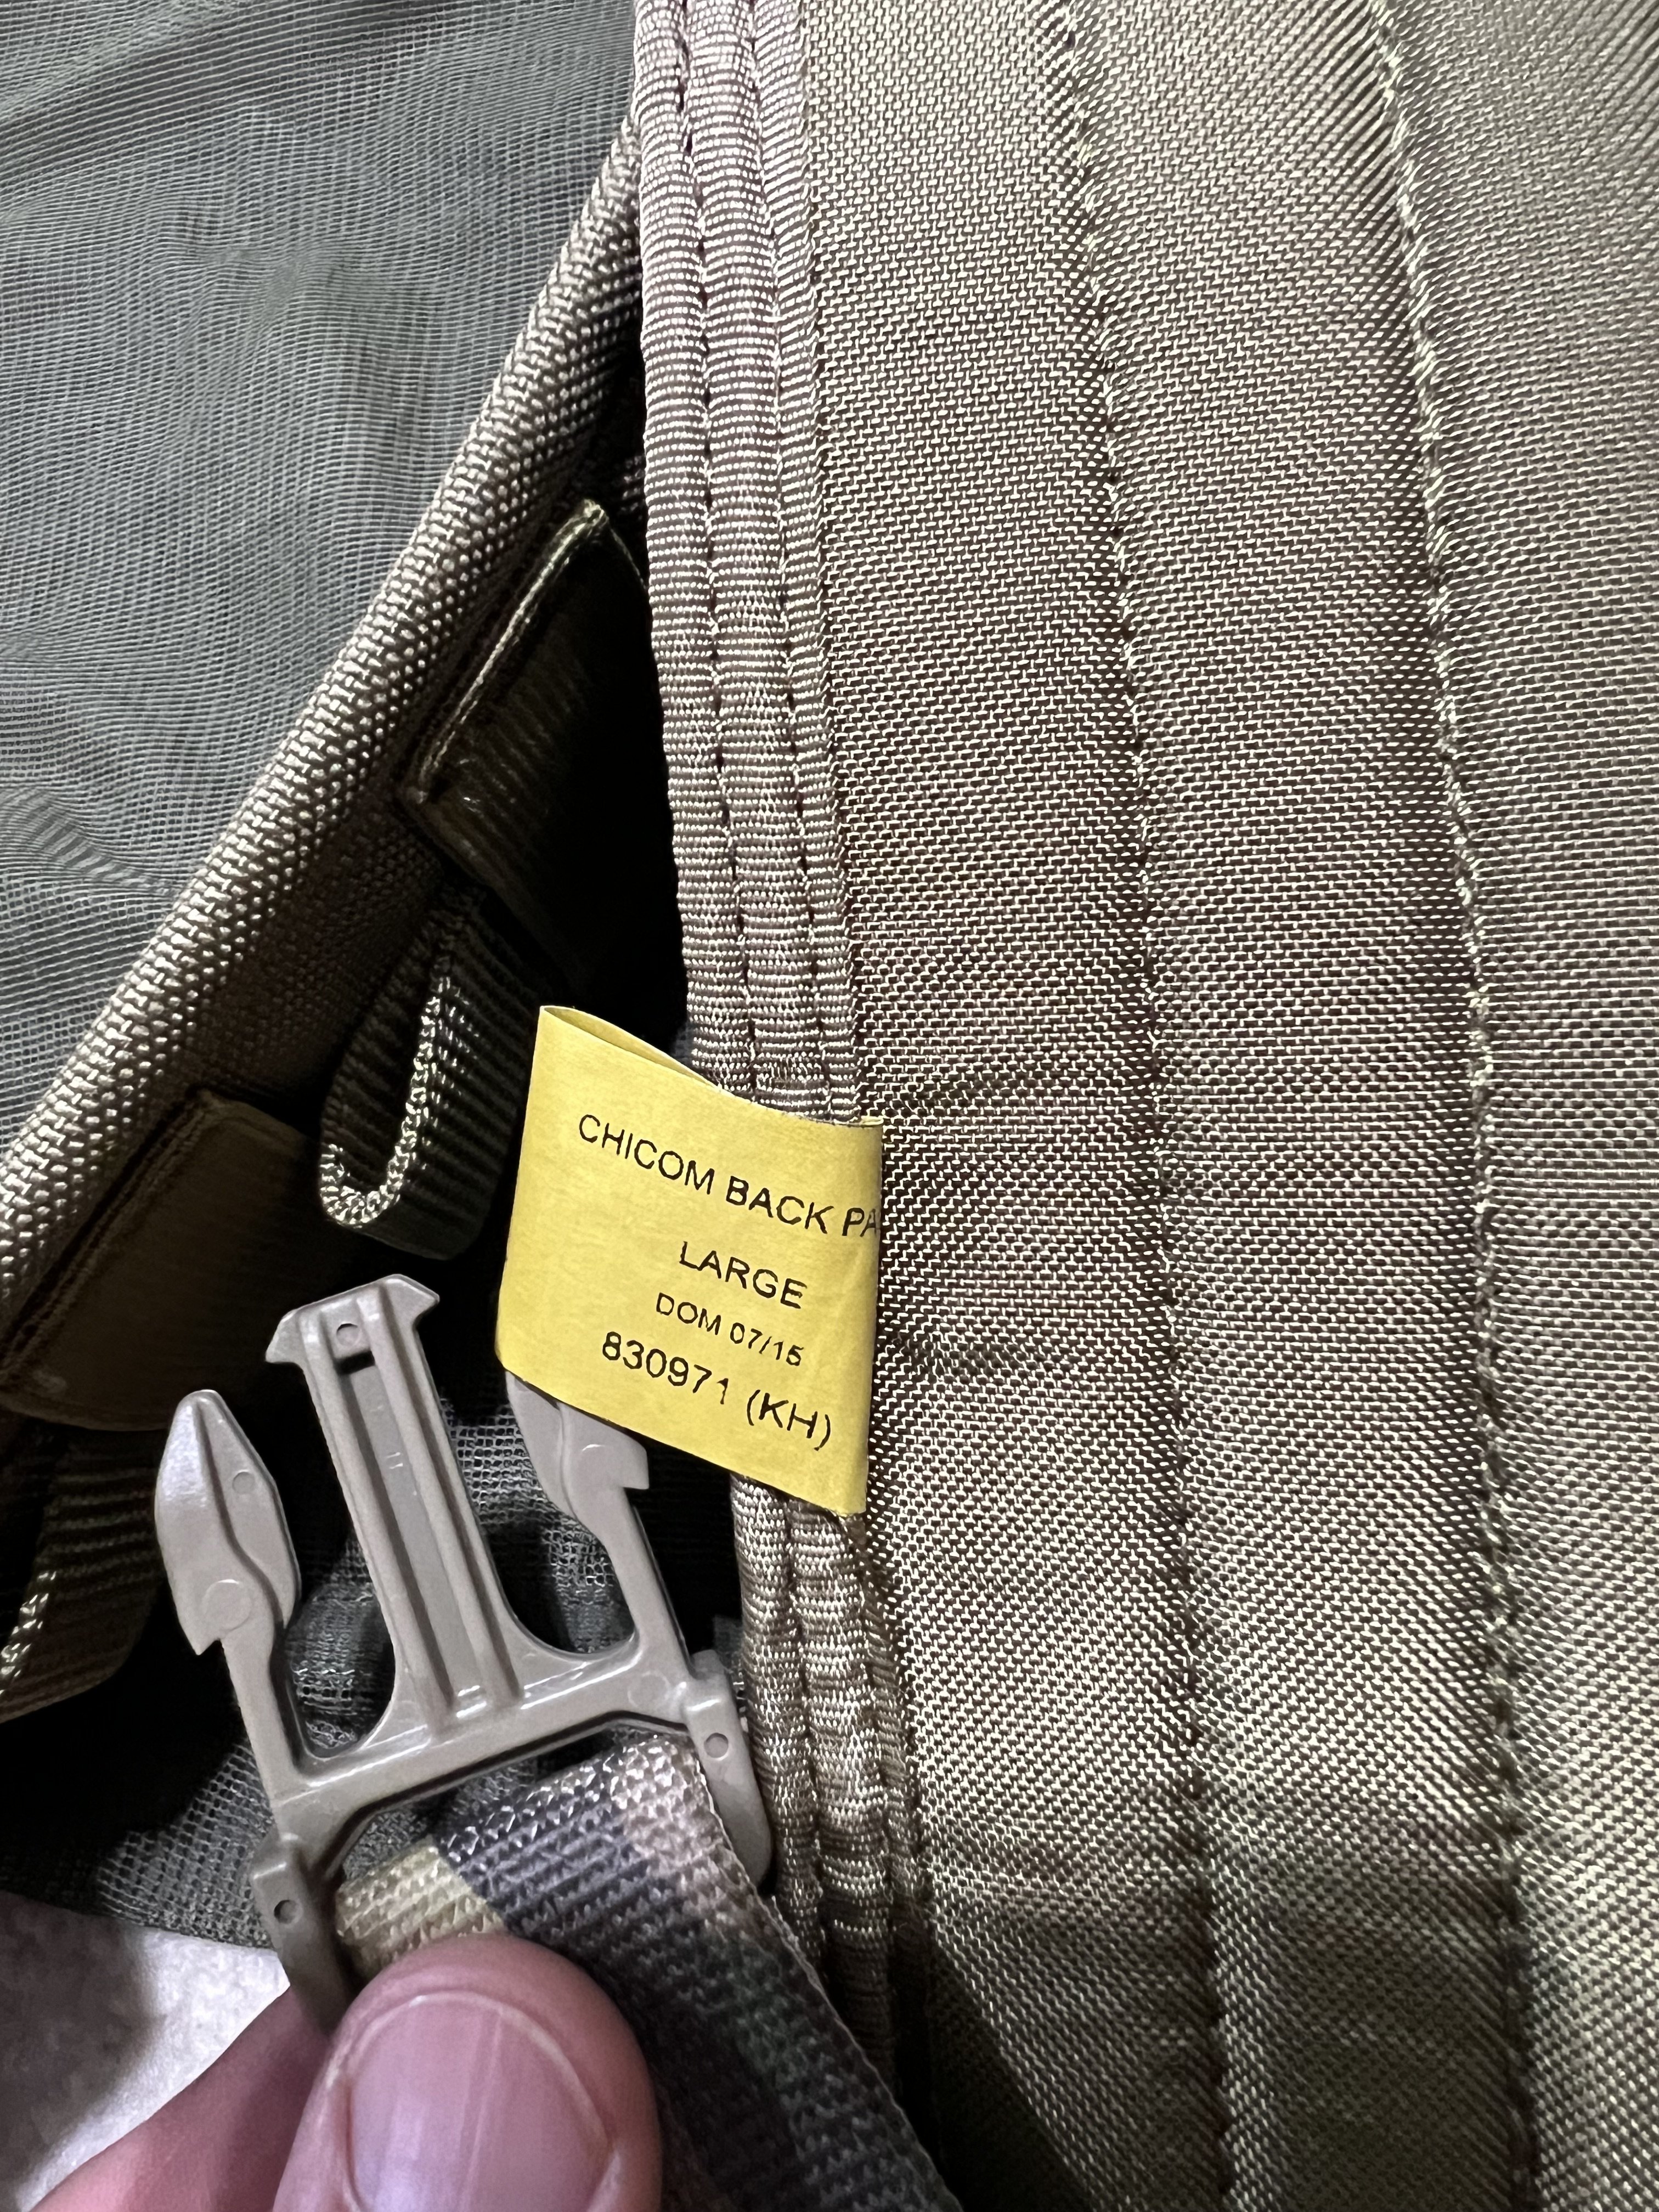 CHICOM BACK PA
LARGE
DOM 07/15
830971 (KH)